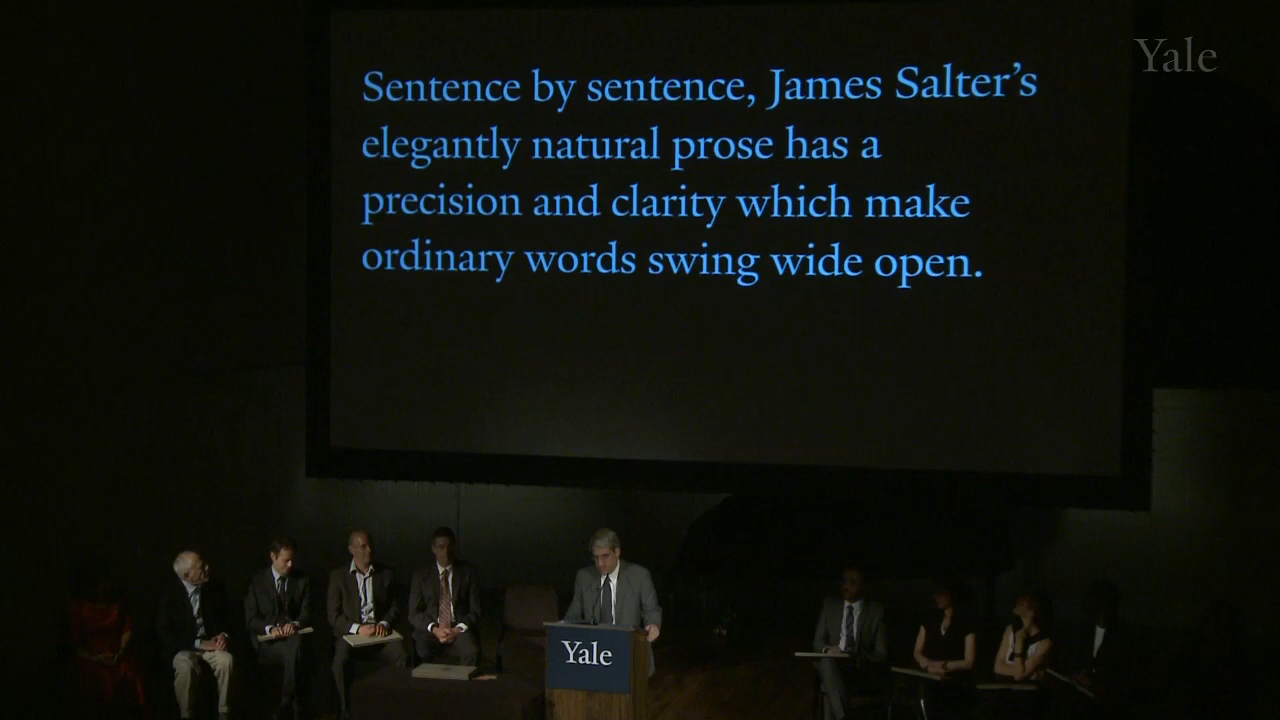 Sentence by sentence, James Salter’s
elegantly natural prose has a
precision and clarity which make
ordinary words swing wide open.
Yale
Yale